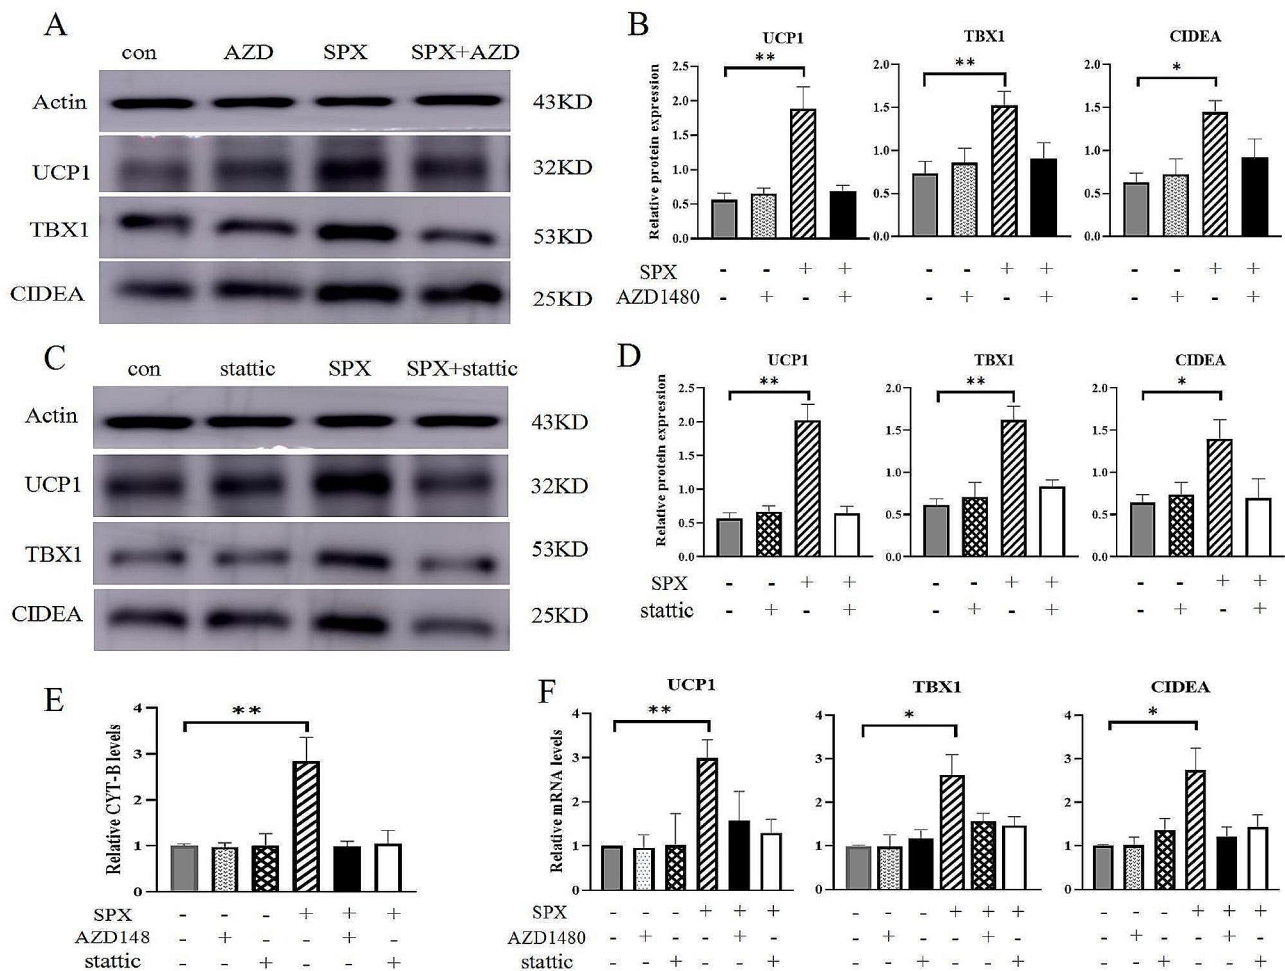 A
con AZD SPX SPX+AZD
Actin 43KD
UCP1 32KD
TBX1 53KD
CIDEA 25KD
B
UCP1 TBX1 CIDEA
** ** *
Relative protein expression
2.5 2.0 1.5 1.0 0.5 0.0
2.0 1.5 1.0 0.5 0.0
2.0 1.5 1.0 0.5 0.0
SPX - - + + - - + + - - + +
AZD1480 - + - + - + - + - + - +
C
con stattic SPX SPX+stattic
Actin 43KD
UCP1 32KD
TBX1 53KD
CIDEA 25KD
D
UCP1 TBX1 CIDEA
** ** *
Relative protein expression
2.5 2.0 1.5 1.0 0.5 0.0
2.0 1.5 1.0 0.5 0.0
2.0 1.5 1.0 0.5 0.0
SPX - - + + - - + + - - + +
stattic - + - + - + - + - + - +
E
**
Relative CYT-B levels
4 3 2 1 0
SPX - - - + + +
AZD148 - + - - + -
stattic - - + - - +
F
UCP1 TBX1 CIDEA
** * *
Relative mRNA levels
4 3 2 1 0
4 3 2 1 0
4 3 2 1 0
SPX - - - + + + - - - + + + - - - + + +
AZD1480 - + - - + - - + - - + - - + - - + -
stattic - - + - - + - - + - - + - - + - - +